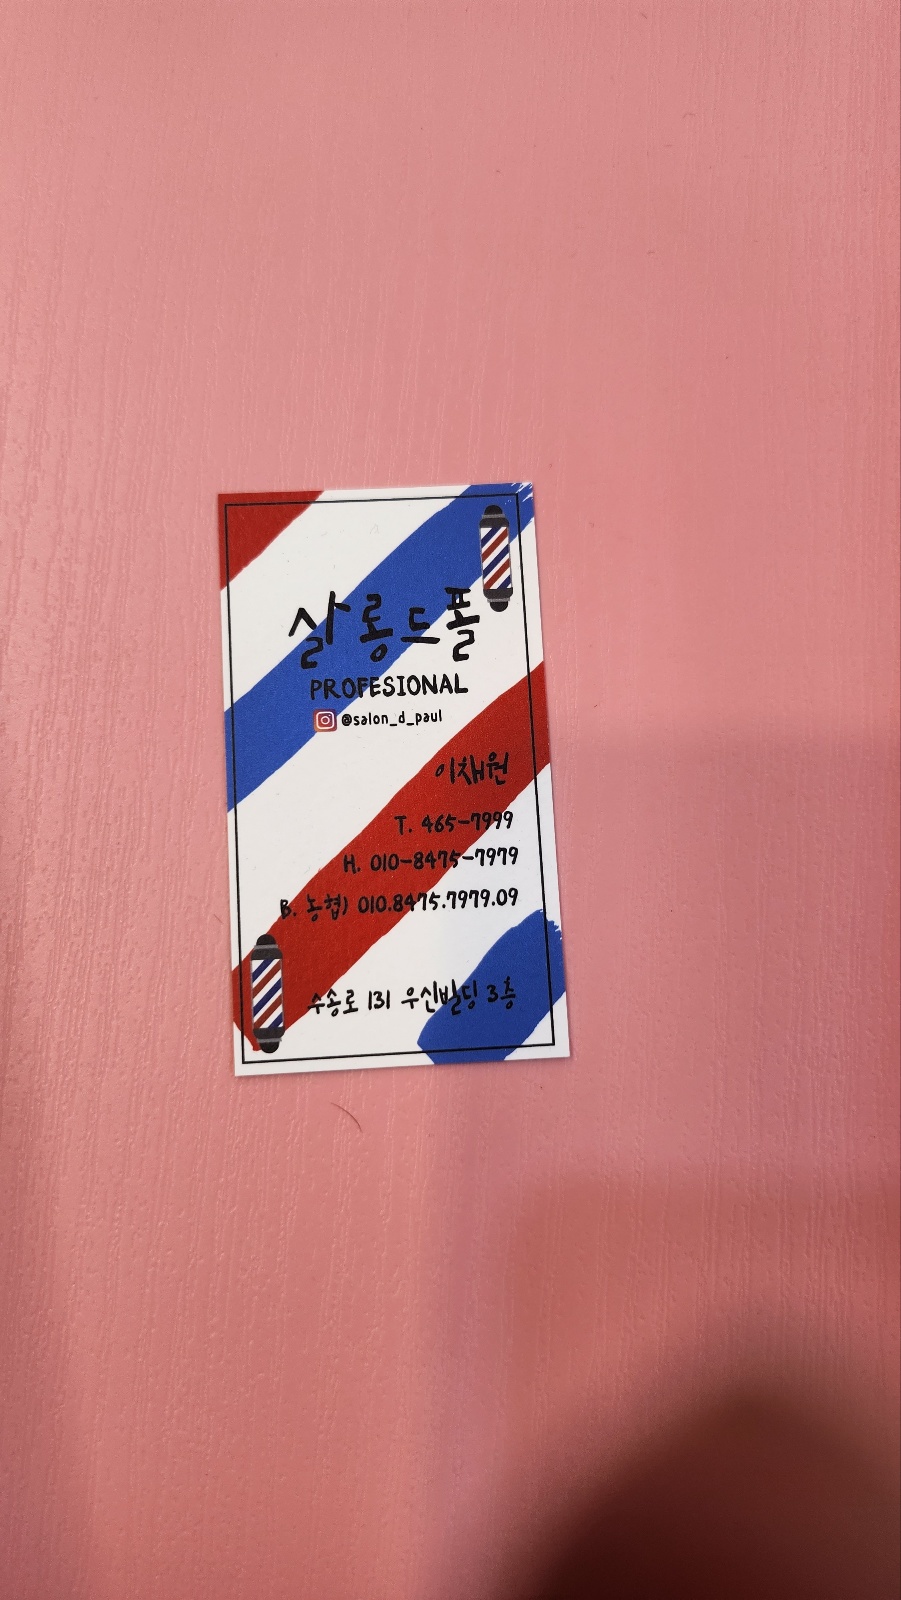 살롱드폴
PROFESIONAL
@salon_d_paul
이채원
T. 465-7999
H. 010-8475-7979
B. 농협) 010.8475.7979.09
수송로 131 우신빌딩 3층